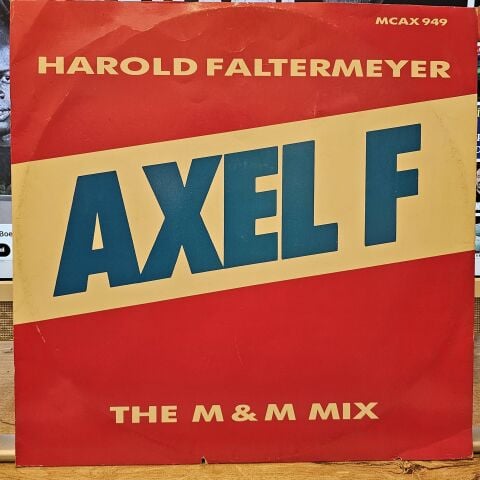 MCAX 949
HAROLD FALTERMEYER
AXEL F
THE M & M MIX